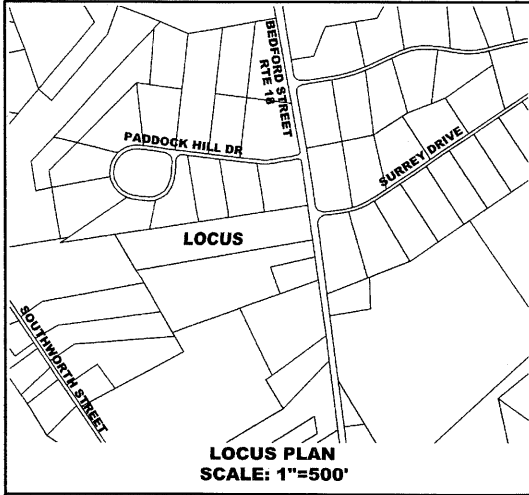 BEDFORD STREET
RTE 18
PADDOCK HILL DR
SURREY DRIVE
LOCUS
SOUTHWORTH STREET
LOCUS PLAN
SCALE: 1"=500'